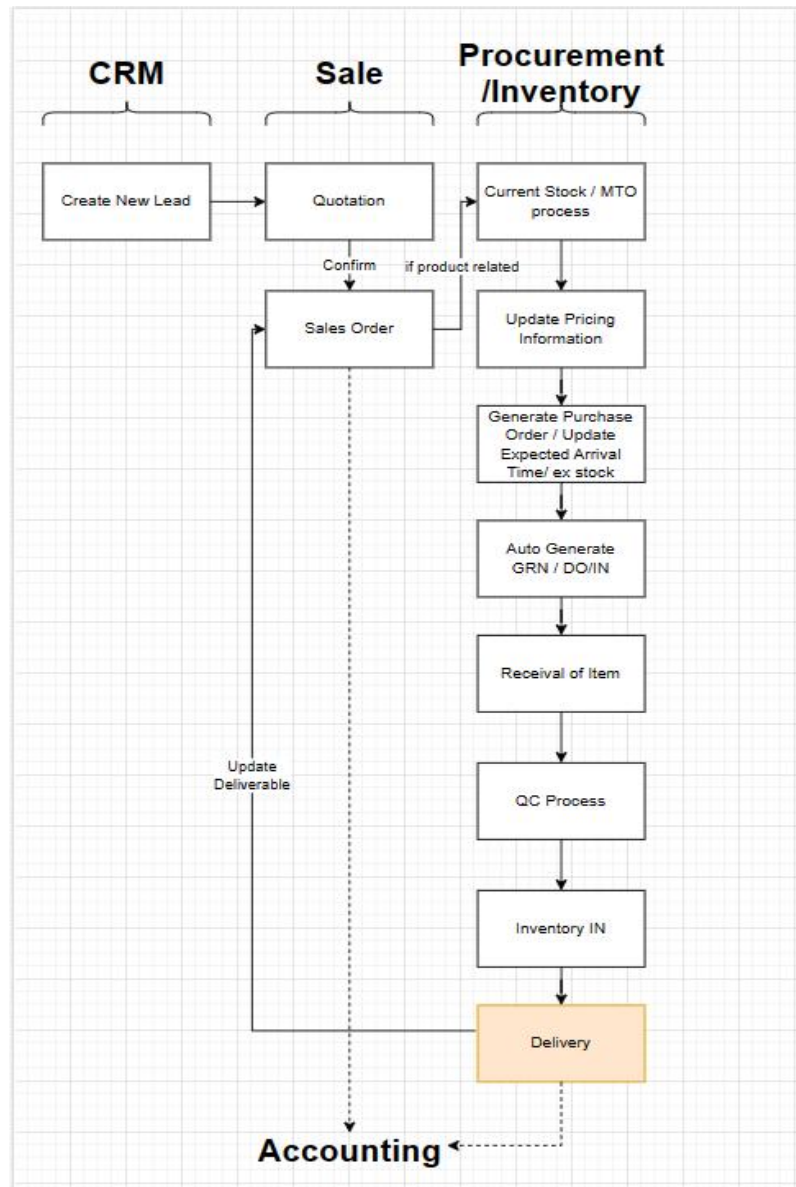 CRM
Sale
Procurement
/Inventory
Create New Lead
Quotation
Current Stock / MTO
process
Confirm
if product related
Sales Order
Update Pricing
Information
Generate Purchase
Order / Update
Expected Arrival
Time/ ex stock
Auto Generate
GRN / DO/IN
Receival of Item
Update
Deliverable
QC Process
Inventory IN
Delivery
Accounting